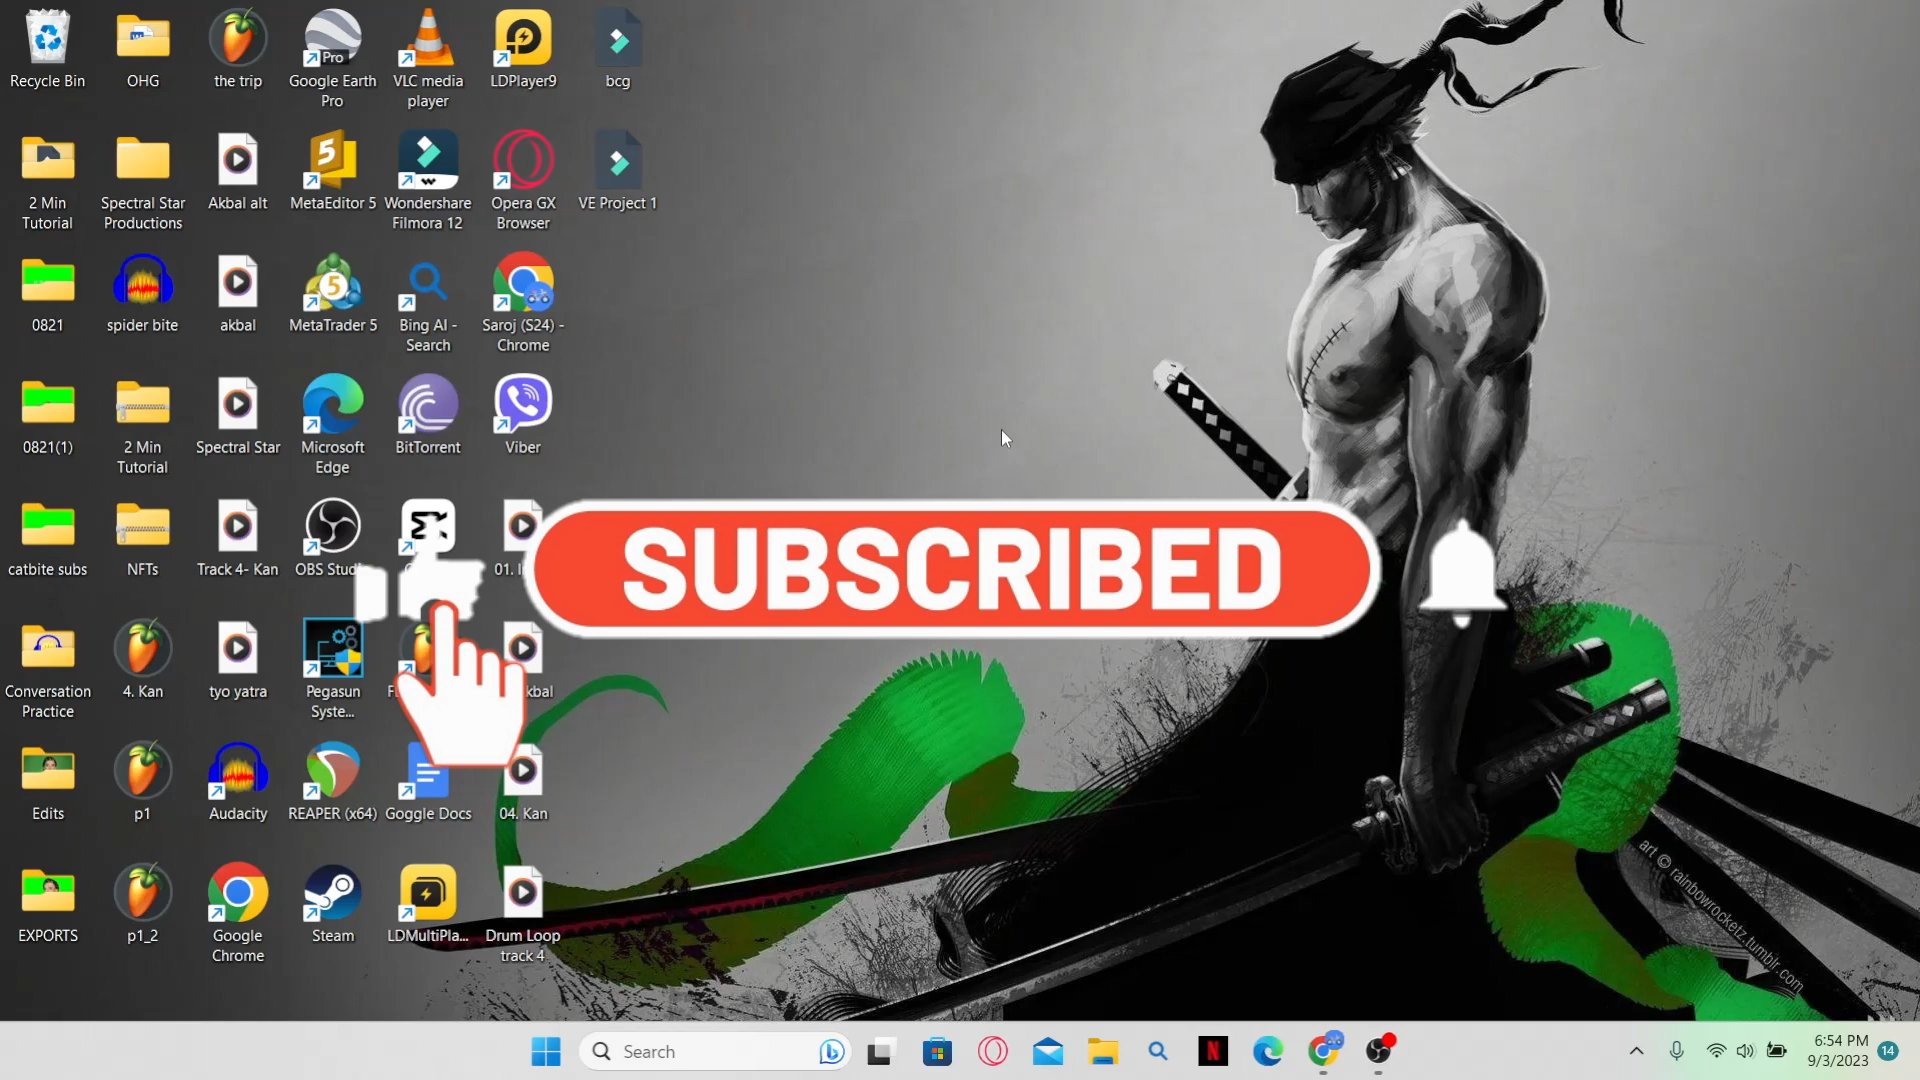 Recycle Bin
OHG
the trip
Pro
Google Earth
Pro
VLC media
player
LDPlayer9
bcg
2 Min
Tutorial
Spectral Star
Productions
Akbal alt
5
MetaEditor 5
Wondershare
Filmora 12
Opera GX
Browser
VE Project 1
0821
spider bite
akbal
5
MetaTrader 5
Bing AI -
Search
Saroj (S24) -
Chrome
0821(1)
2 Min
Tutorial
Spectral Star
Microsoft
Edge
BitTorrent
Viber
catbite subs
NFTs
Track 4- Kan
SUBSCRIBED
Conversation
Practice
4. Kan
tyo yatra
Pegasun
Syste...
Edits
p1
Audacity
REAPER (x64)
Goggle Docs
04. Kan
EXPORTS
p1_2
Google
Chrome
Steam
LDMultiPla...
Drum Loop
track 4
art © rainbowrocketz.tumblr.com
Search
N
6:54 PM
9/3/2023
14